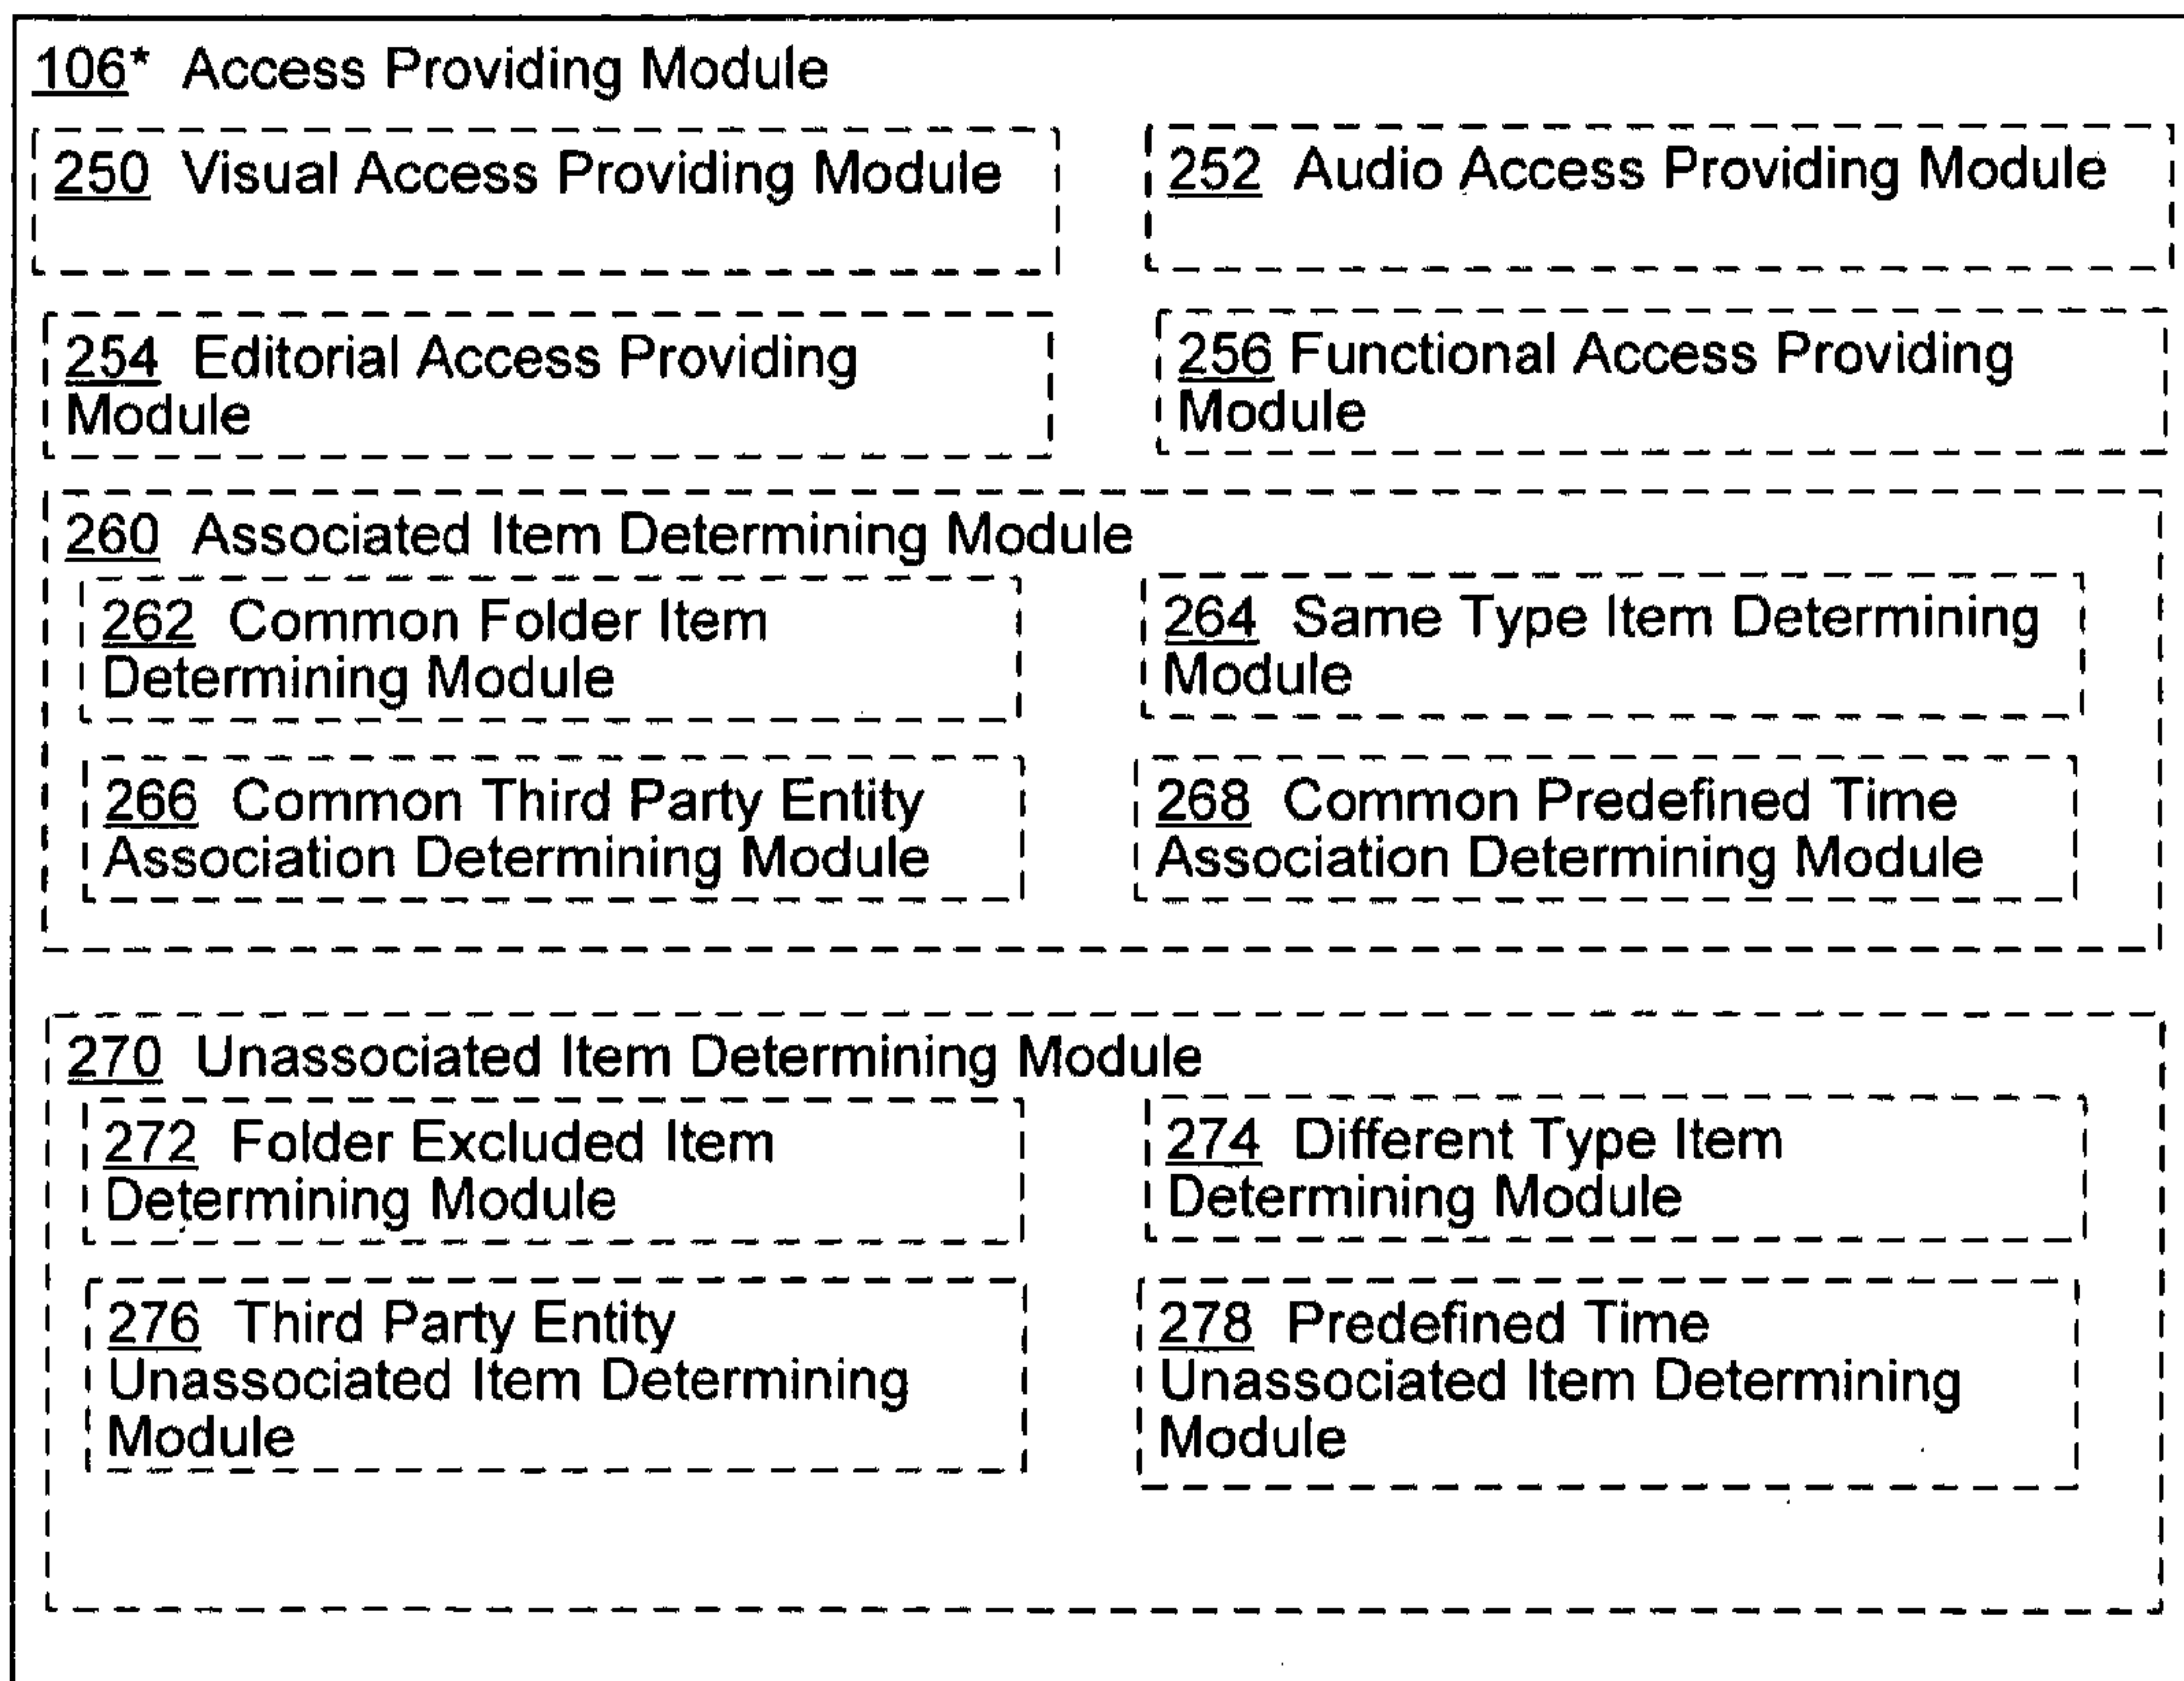 106* Access Providing Module
250 Visual Access Providing Module
252 Audio Access Providing Module
254 Editorial Access Providing
Module
256 Functional Access Providing
Module
260 Associated Item Determining Module
262 Common Folder Item
Determining Module
264 Same Type Item Determining
Module
266 Common Third Party Entity
Association Determining Module
268 Common Predefined Time
Association Determining Module
270 Unassociated Item Determining Module
272 Folder Excluded Item
Determining Module
274 Different Type Item
Determining Module
276 Third Party Entity
Unassociated Item Determining
Module
278 Predefined Time
Unassociated Item Determining
Module